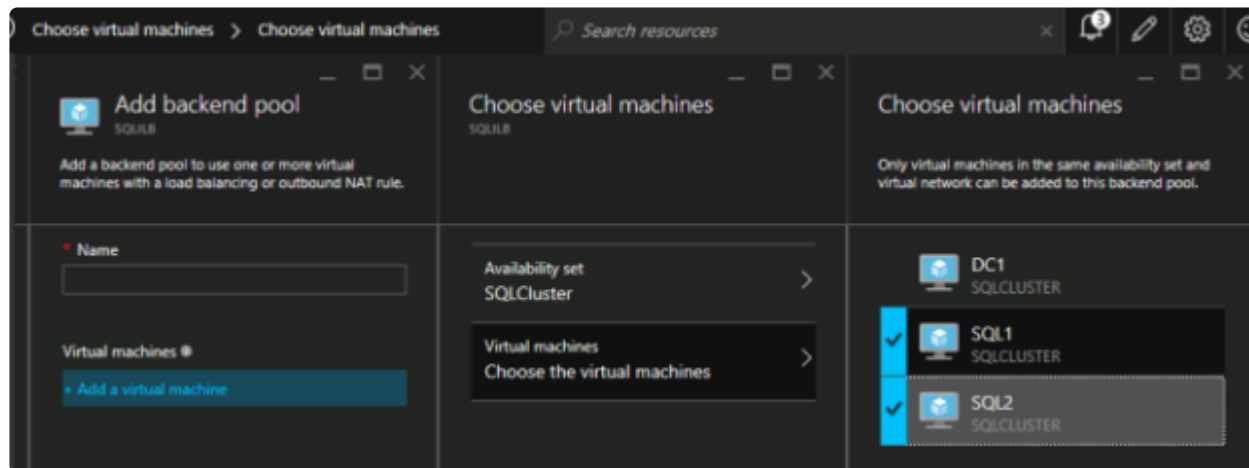 Choose virtual machines > Choose virtual machines
Search resources
3
Add backend pool
SQLILB
Add a backend pool to use one or more virtual
machines with a load balancing or outbound NAT rule.
* Name
Virtual machines
+ Add a virtual machine
Choose virtual machines
SQLILB
Availability set
SQLCluster
Virtual machines
Choose the virtual machines
Choose virtual machines
Only virtual machines in the same availability set and
virtual network can be added to this backend pool.
DC1
SQLCLUSTER
SQL1
SQLCLUSTER
SQL2
SQLCLUSTER